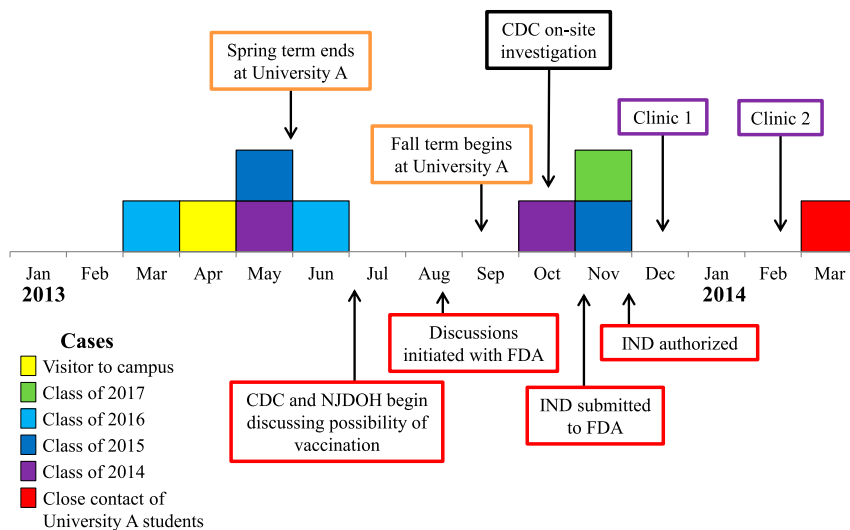 CDC on-site
investigation
Spring term ends
at University A
Clinic 1
Clinic 2
Fall term begins
at University A
Jan
Feb
Mar
Apr
May
Jun
Jul
Aug
Sep
Oct
Nov
Dec
Jan
Feb
Mar
2013
2014
Discussions
initiated with FDA
IND authorized
CDC and NJDOH begin
discussing possibility of
vaccination
IND submitted
to FDA
Cases
Visitor to campus
Class of 2017
Class of 2016
Class of 2015
Class of 2014
Close contact of
University A students